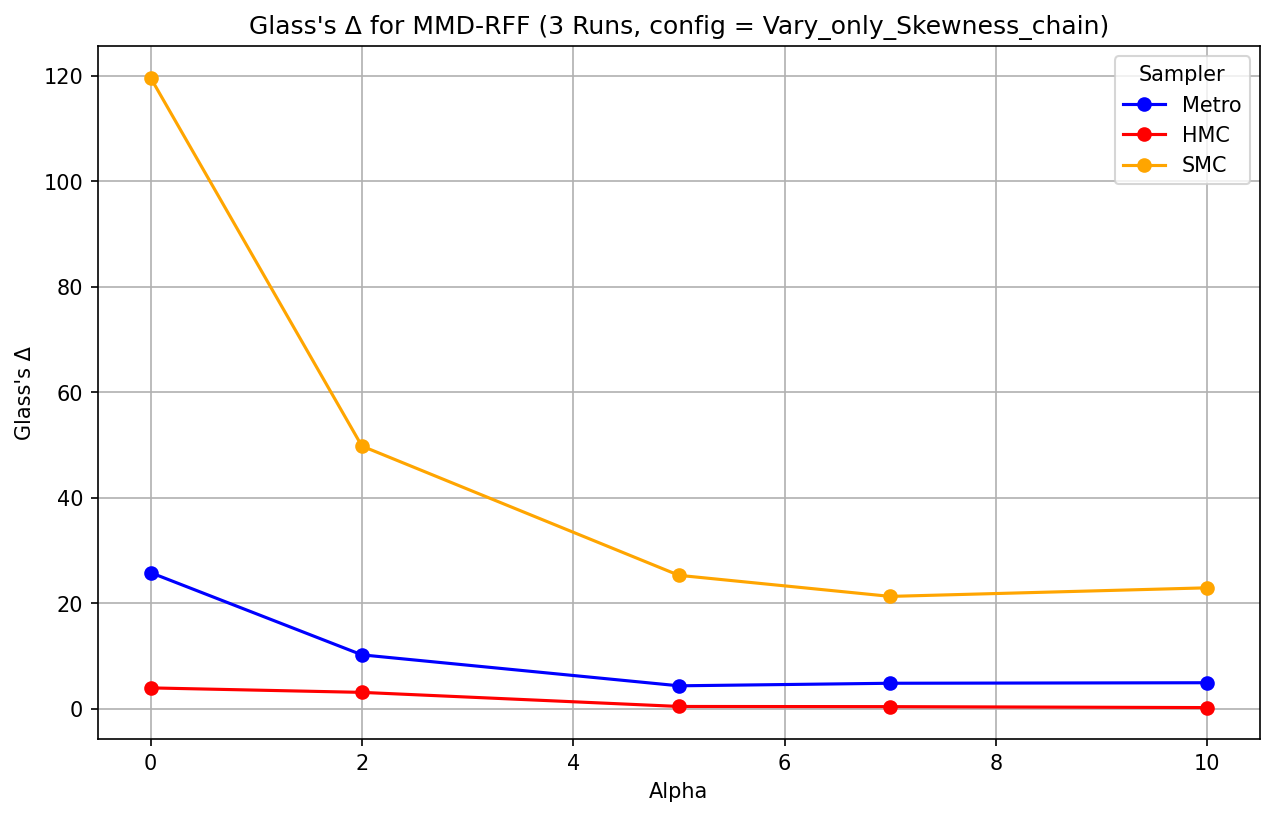 Glass's Δ for MMD-RFF (3 Runs, config = Vary_only_Skewness_chain)
Sampler
Metro
HMC
SMC
120
100
80
60
40
20
0
Glass's Δ
0 2 4 6 8 10
Alpha